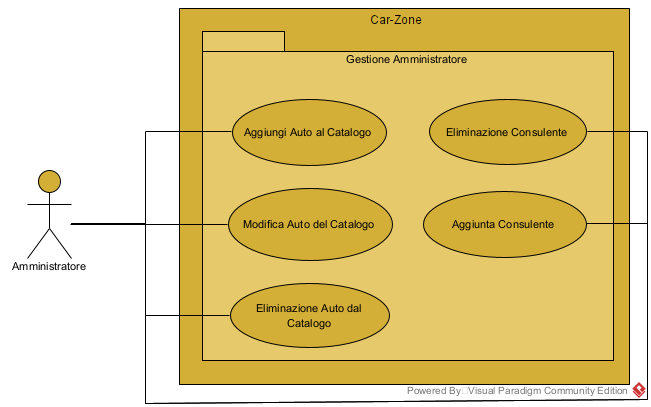 Car-Zone
Gestione Amministratore
Aggiungi Auto al Catalogo
Eliminazione Consulente
Modifica Auto del Catalogo
Aggiunta Consulente
Amministratore
Eliminazione Auto dal
Catalogo
Powered By Visual Paradigm Community Edition